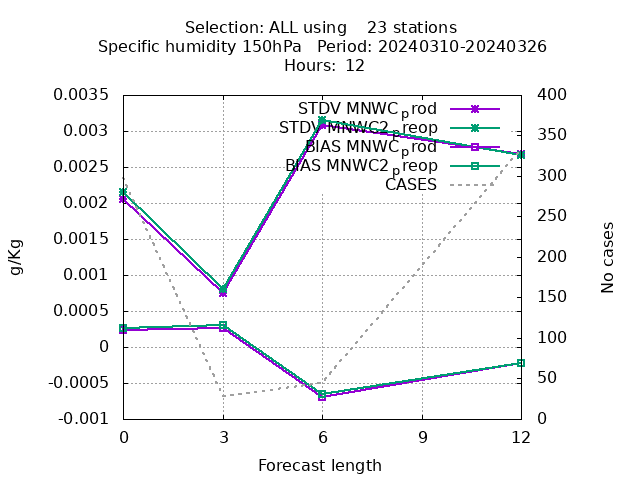 Selection: ALL using    23 stations
Specific humidity 150hPa   Period: 20240310-20240326
Hours:  12
0.0035
0.003
0.0025
0.002
0.0015
0.001
0.0005
0
-0.0005
-0.001
g/Kg
STDV MNWC_prod
STDV MNWC2_preop
BIAS MNWC_prod
BIAS MNWC2_preop
CASES
400
350
300
250
200
150
100
50
0
No cases
0 3 6 9 12
Forecast length